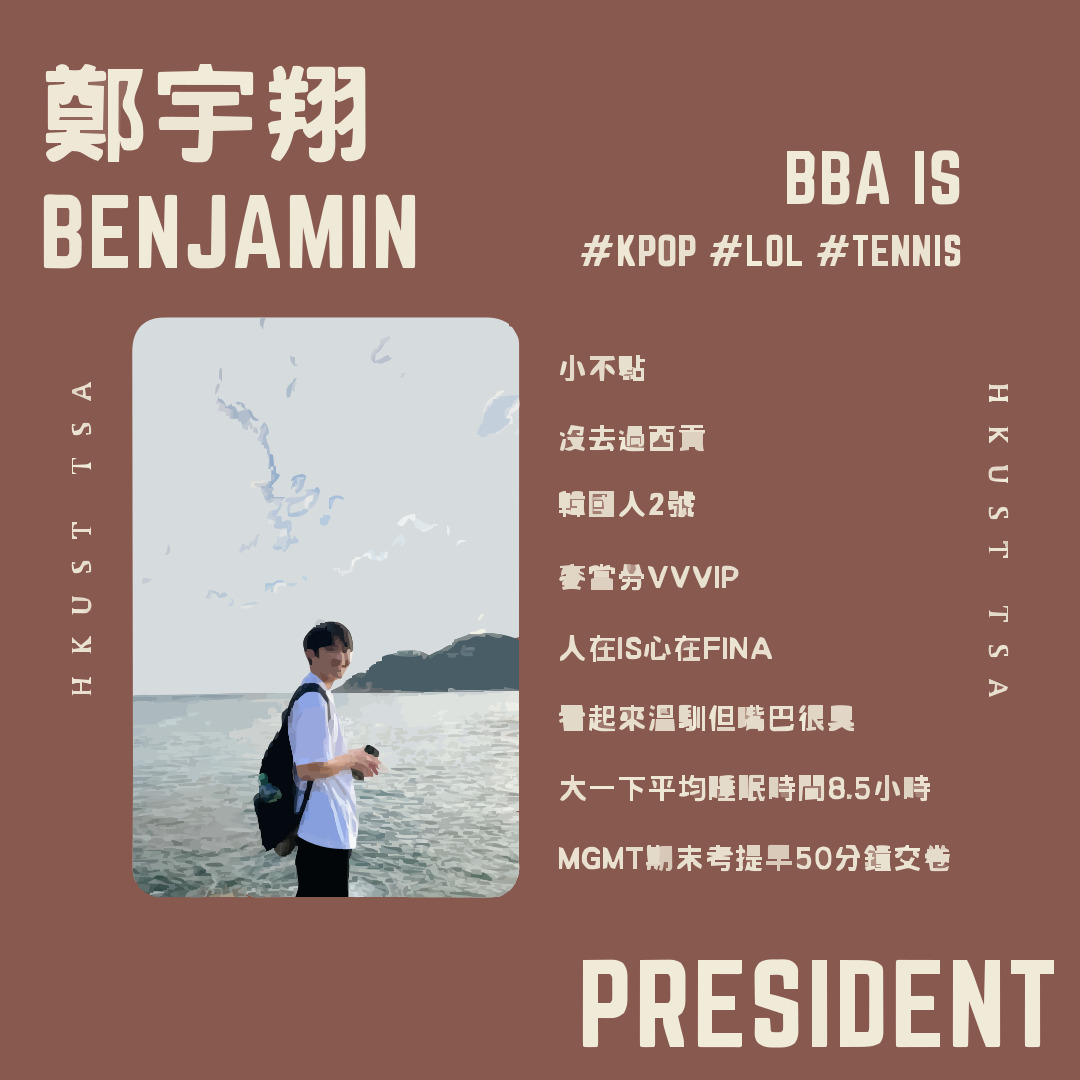 鄭宇翔
BENJAMIN
BBA IS
#KPOP #LOL #TENNIS
HKUST TSA
小不點
沒去過西貢
韓國人2號
麥當勞VVVIP
人在IS心在FINA
看起來溫馴但嘴巴很臭
大一下平均睡眠時間8.5小時
MGMT期末考提早50分鐘交卷
HKUST TSA
PRESIDENT